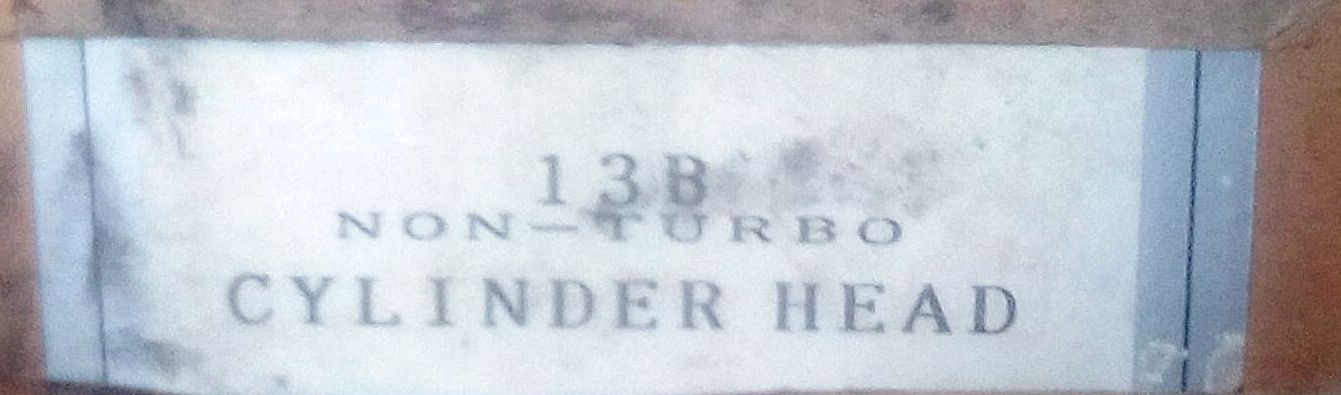 13B
NON-TURBO
CYLINDER HEAD